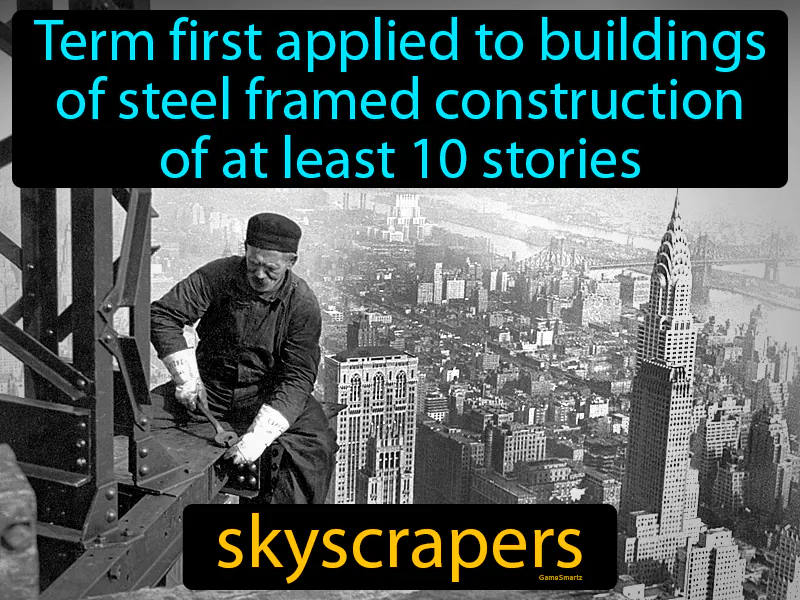 Term first applied to buildings
of steel framed construction
of at least 10 stories
skyscrapers
GameSmartz